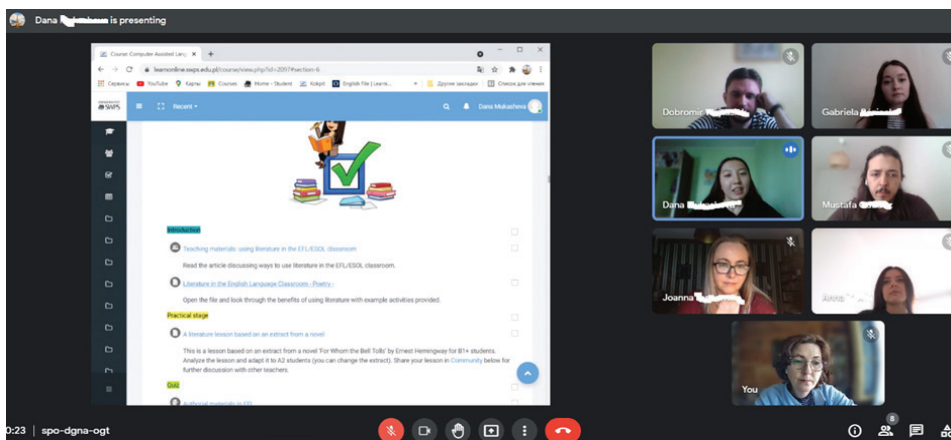 Dana is presenting
Course: Computer Assisted Lang
learnonline.swps.edu.pl/course/view.php?id=2097#section-6
Сервисы YouTube Карты Courses Home - Student Kokpit English File | Learn... Другие закладки Список для чтения
SWPS Recent Dana Mukasheva
Introduction
Teaching materials: using literature in the EFL/ESOL classroom
Read the article discussing ways to use literature in the EFL/ESOL classroom.
Literature in the English Language Classroom - Poetry -
Open the file and look through the benefits of using literature with example activities provided.
Practical stage
A literature lesson based on an extract from a novel
This is a lesson based on an extract from a novel 'For Whom the Bell Tolls' by Ernest Hemingway for B1+ students.
Analyze the lesson and adapt it to A2 students (you can change the extract). Share your lesson in Community below for
further discussion with other teachers.
Quiz
Authorial materials in EFL
Dobromir
Gabriela
Dana
Mustafa
Joanna
Anna
You
0:23 | spo-dgna-ogt
8